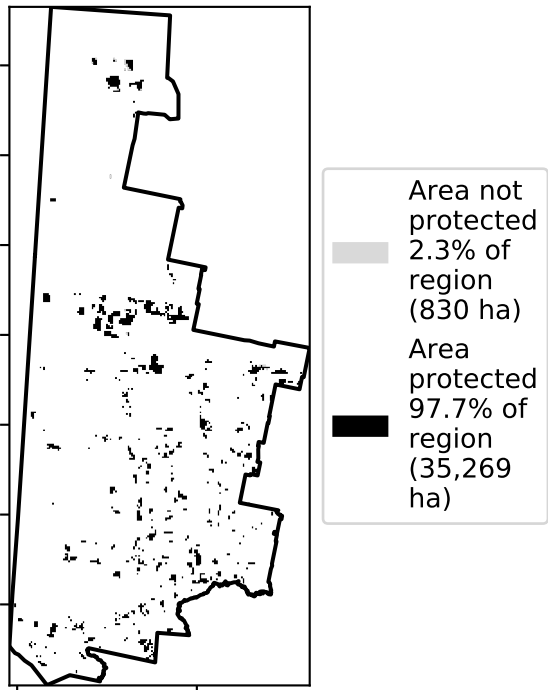 Area not
protected
2.3% of
region
(830 ha)
Area
protected
97.7% of
region
(35,269
ha)